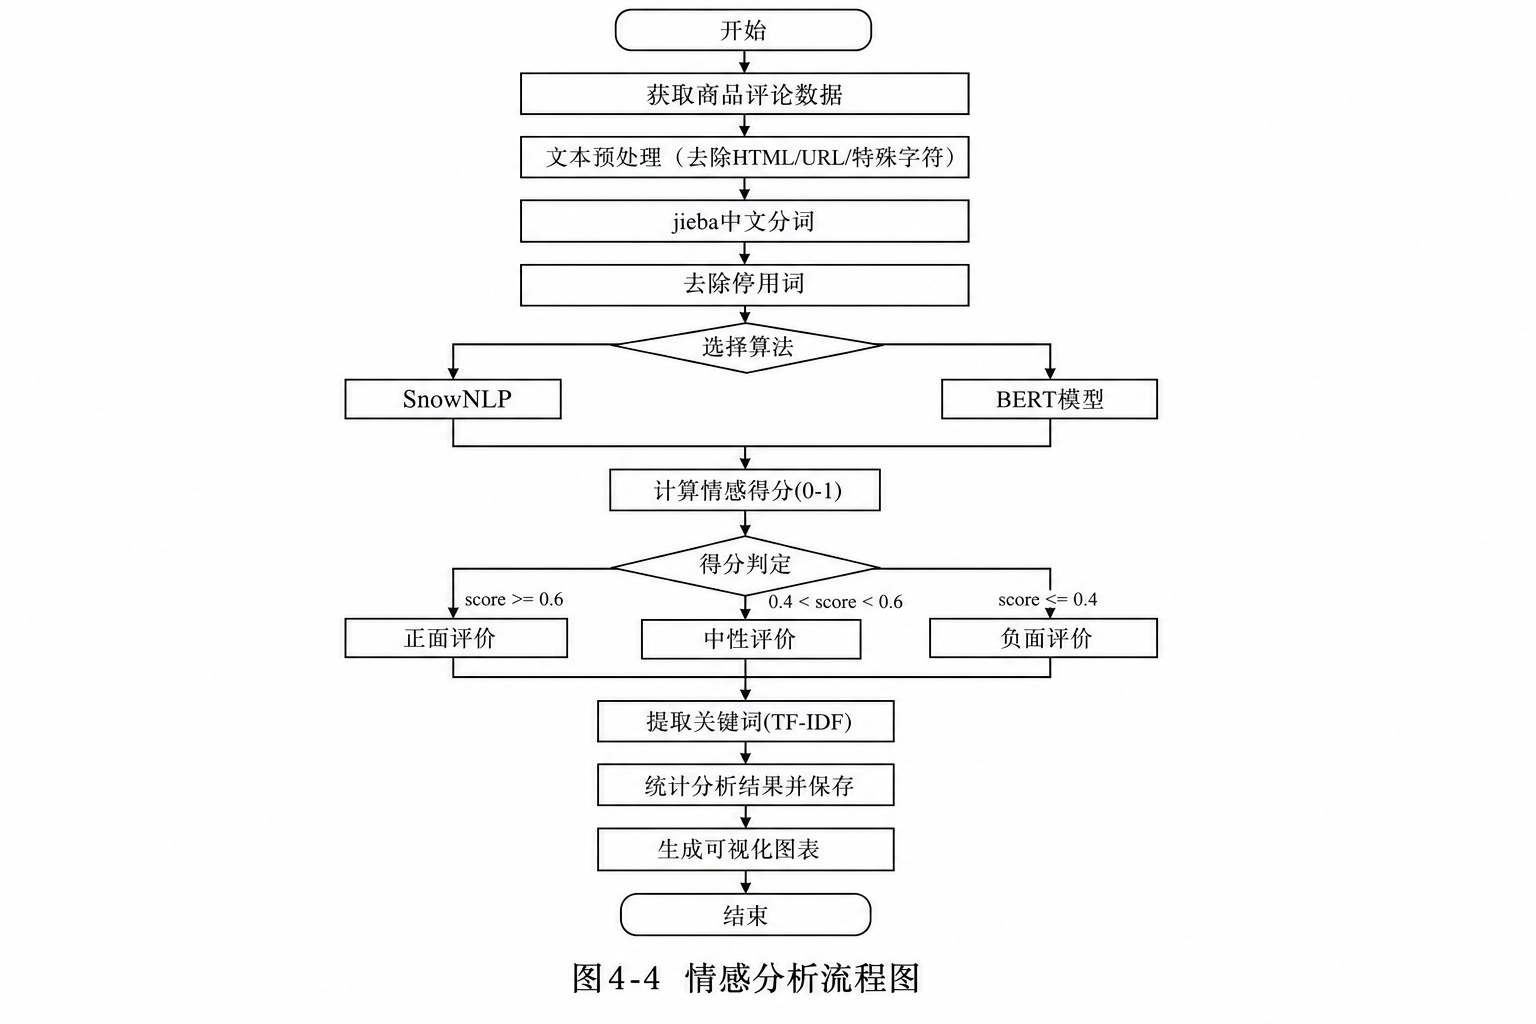 开始
获取商品评论数据
文本预处理（去除HTML/URL/特殊字符）
jieba中文分词
去除停用词
选择算法
SnowNLP
BERT模型
计算情感得分(0-1)
得分判定
score >= 0.6
0.4 < score < 0.6
score <= 0.4
正面评价
中性评价
负面评价
提取关键词(TF-IDF)
统计分析结果并保存
生成可视化图表
结束
图4-4 情感分析流程图